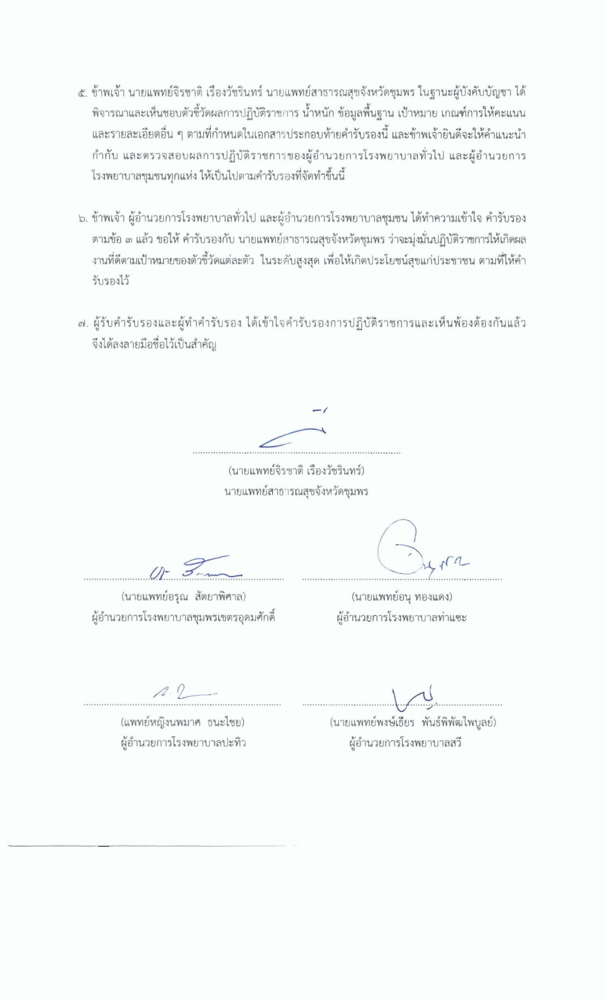 ๕. ข้าพเจ้า นายแพทย์จิรชาติ เรืองวัชรินทร์ นายแพทย์สาธารณสุขจังหวัดชุมพร ในฐานะผู้บังคับบัญชา ได้
พิจารณาและเห็นชอบตัวชี้วัดผลการปฏิบัติราชการ น้ำหนัก ข้อมูลพื้นฐาน เป้าหมาย เกณฑ์การให้คะแนน
และรายละเอียดอื่น ๆ ตามที่กำหนดในเอกสารประกอบท้ายคำรับรองนี้ และข้าพเจ้ายินดีจะให้คำแนะนำ
กำกับ และตรวจสอบผลการปฏิบัติราชการของผู้อำนวยการโรงพยาบาลทั่วไป และผู้อำนวยการ
โรงพยาบาลชุมชนทุกแห่ง ให้เป็นไปตามคำรับรองที่จัดทำขึ้นนี้
๖. ข้าพเจ้า ผู้อำนวยการโรงพยาบาลทั่วไป และผู้อำนวยการโรงพยาบาลชุมชน ได้ทำความเข้าใจ คำรับรอง
ตามข้อ ๓ แล้ว ขอให้ คำรับรองกับ นายแพทย์สาธารณสุขจังหวัดชุมพร ว่าจะมุ่งมั่นปฏิบัติราชการให้เกิดผล
งานที่ดีตามเป้าหมายของตัวชี้วัดแต่ละตัว ในระดับสูงสุด เพื่อให้เกิดประโยชน์สุขแก่ประชาชน ตามที่ให้คำ
รับรองไว้
๗. ผู้รับคำรับรองและผู้ทำคำรับรอง ได้เข้าใจคำรับรองการปฏิบัติราชการและเห็นพ้องต้องกันแล้ว
จึงได้ลงลายมือชื่อไว้เป็นสำคัญ
(นายแพทย์จิรชาติ เรืองวัชรินทร์)
นายแพทย์สาธารณสุขจังหวัดชุมพร
(นายแพทย์อรุณ สัตยาพิศาล) (นายแพทย์อนุ ทองแดง)
ผู้อำนวยการโรงพยาบาลชุมพรเขตรอุดมศักดิ์ ผู้อำนวยการโรงพยาบาลท่าแซะ
(แพทย์หญิงนพมาศ ธนะไชย) (นายแพทย์พงษ์เธียร พันธ์พิพัฒไพบูลย์)
ผู้อำนวยการโรงพยาบาลปะทิว ผู้อำนวยการโรงพยาบาลสวี